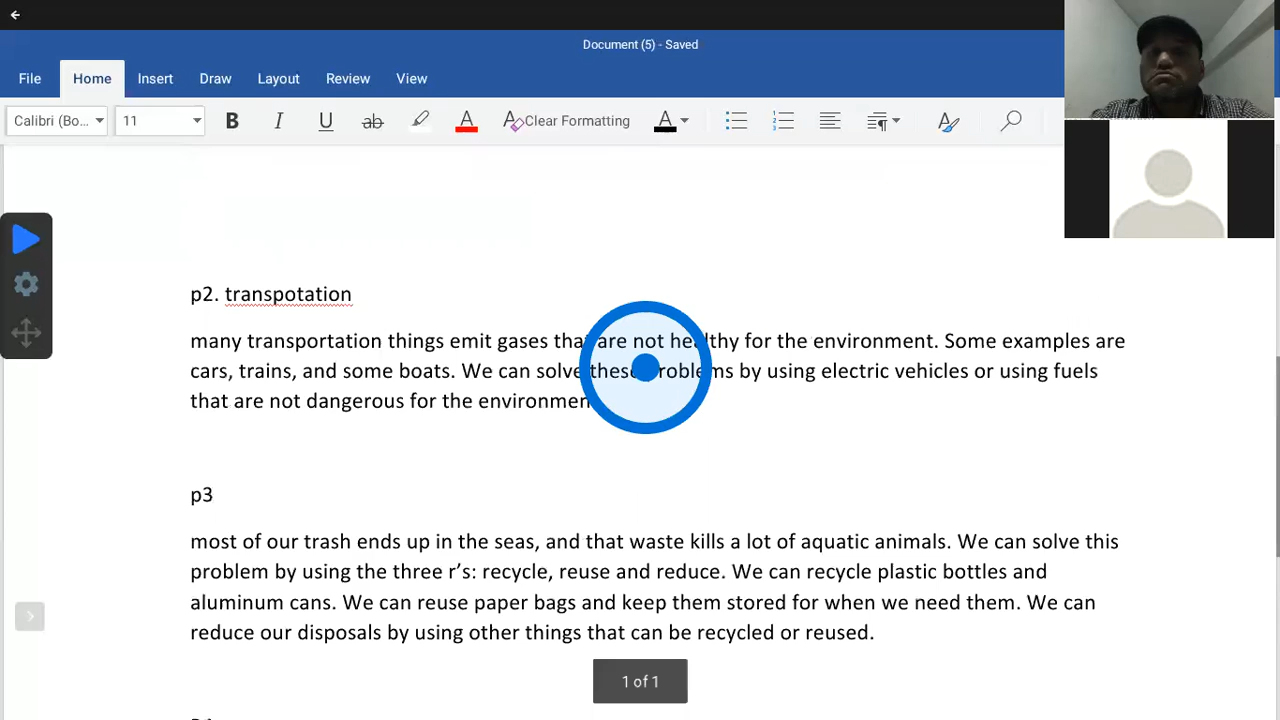 Document (5) - Saved
File Home Insert Draw Layout Review View
Calibri (Bo... 11 B I U ab A Clear Formatting A
p2. transpotation
many transportation things emit gases that are not healthy for the environment. Some examples are
cars, trains, and some boats. We can solve these problems by using electric vehicles or using fuels
that are not dangerous for the environmen
p3
most of our trash ends up in the seas, and that waste kills a lot of aquatic animals. We can solve this
problem by using the three r’s: recycle, reuse and reduce. We can recycle plastic bottles and
aluminum cans. We can reuse paper bags and keep them stored for when we need them. We can
reduce our disposals by using other things that can be recycled or reused.
1 of 1